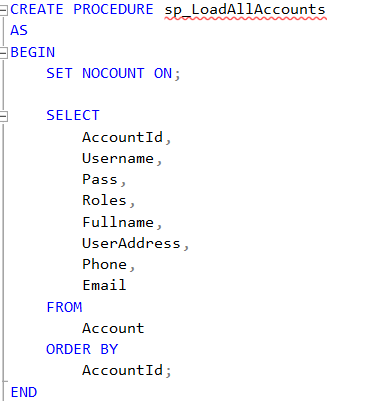 CREATE PROCEDURE sp_LoadAllAccounts
AS
BEGIN
    SET NOCOUNT ON;

    SELECT
        AccountId,
        Username,
        Pass,
        Roles,
        Fullname,
        UserAddress,
        Phone,
        Email
    FROM
        Account
    ORDER BY
        AccountId;
END